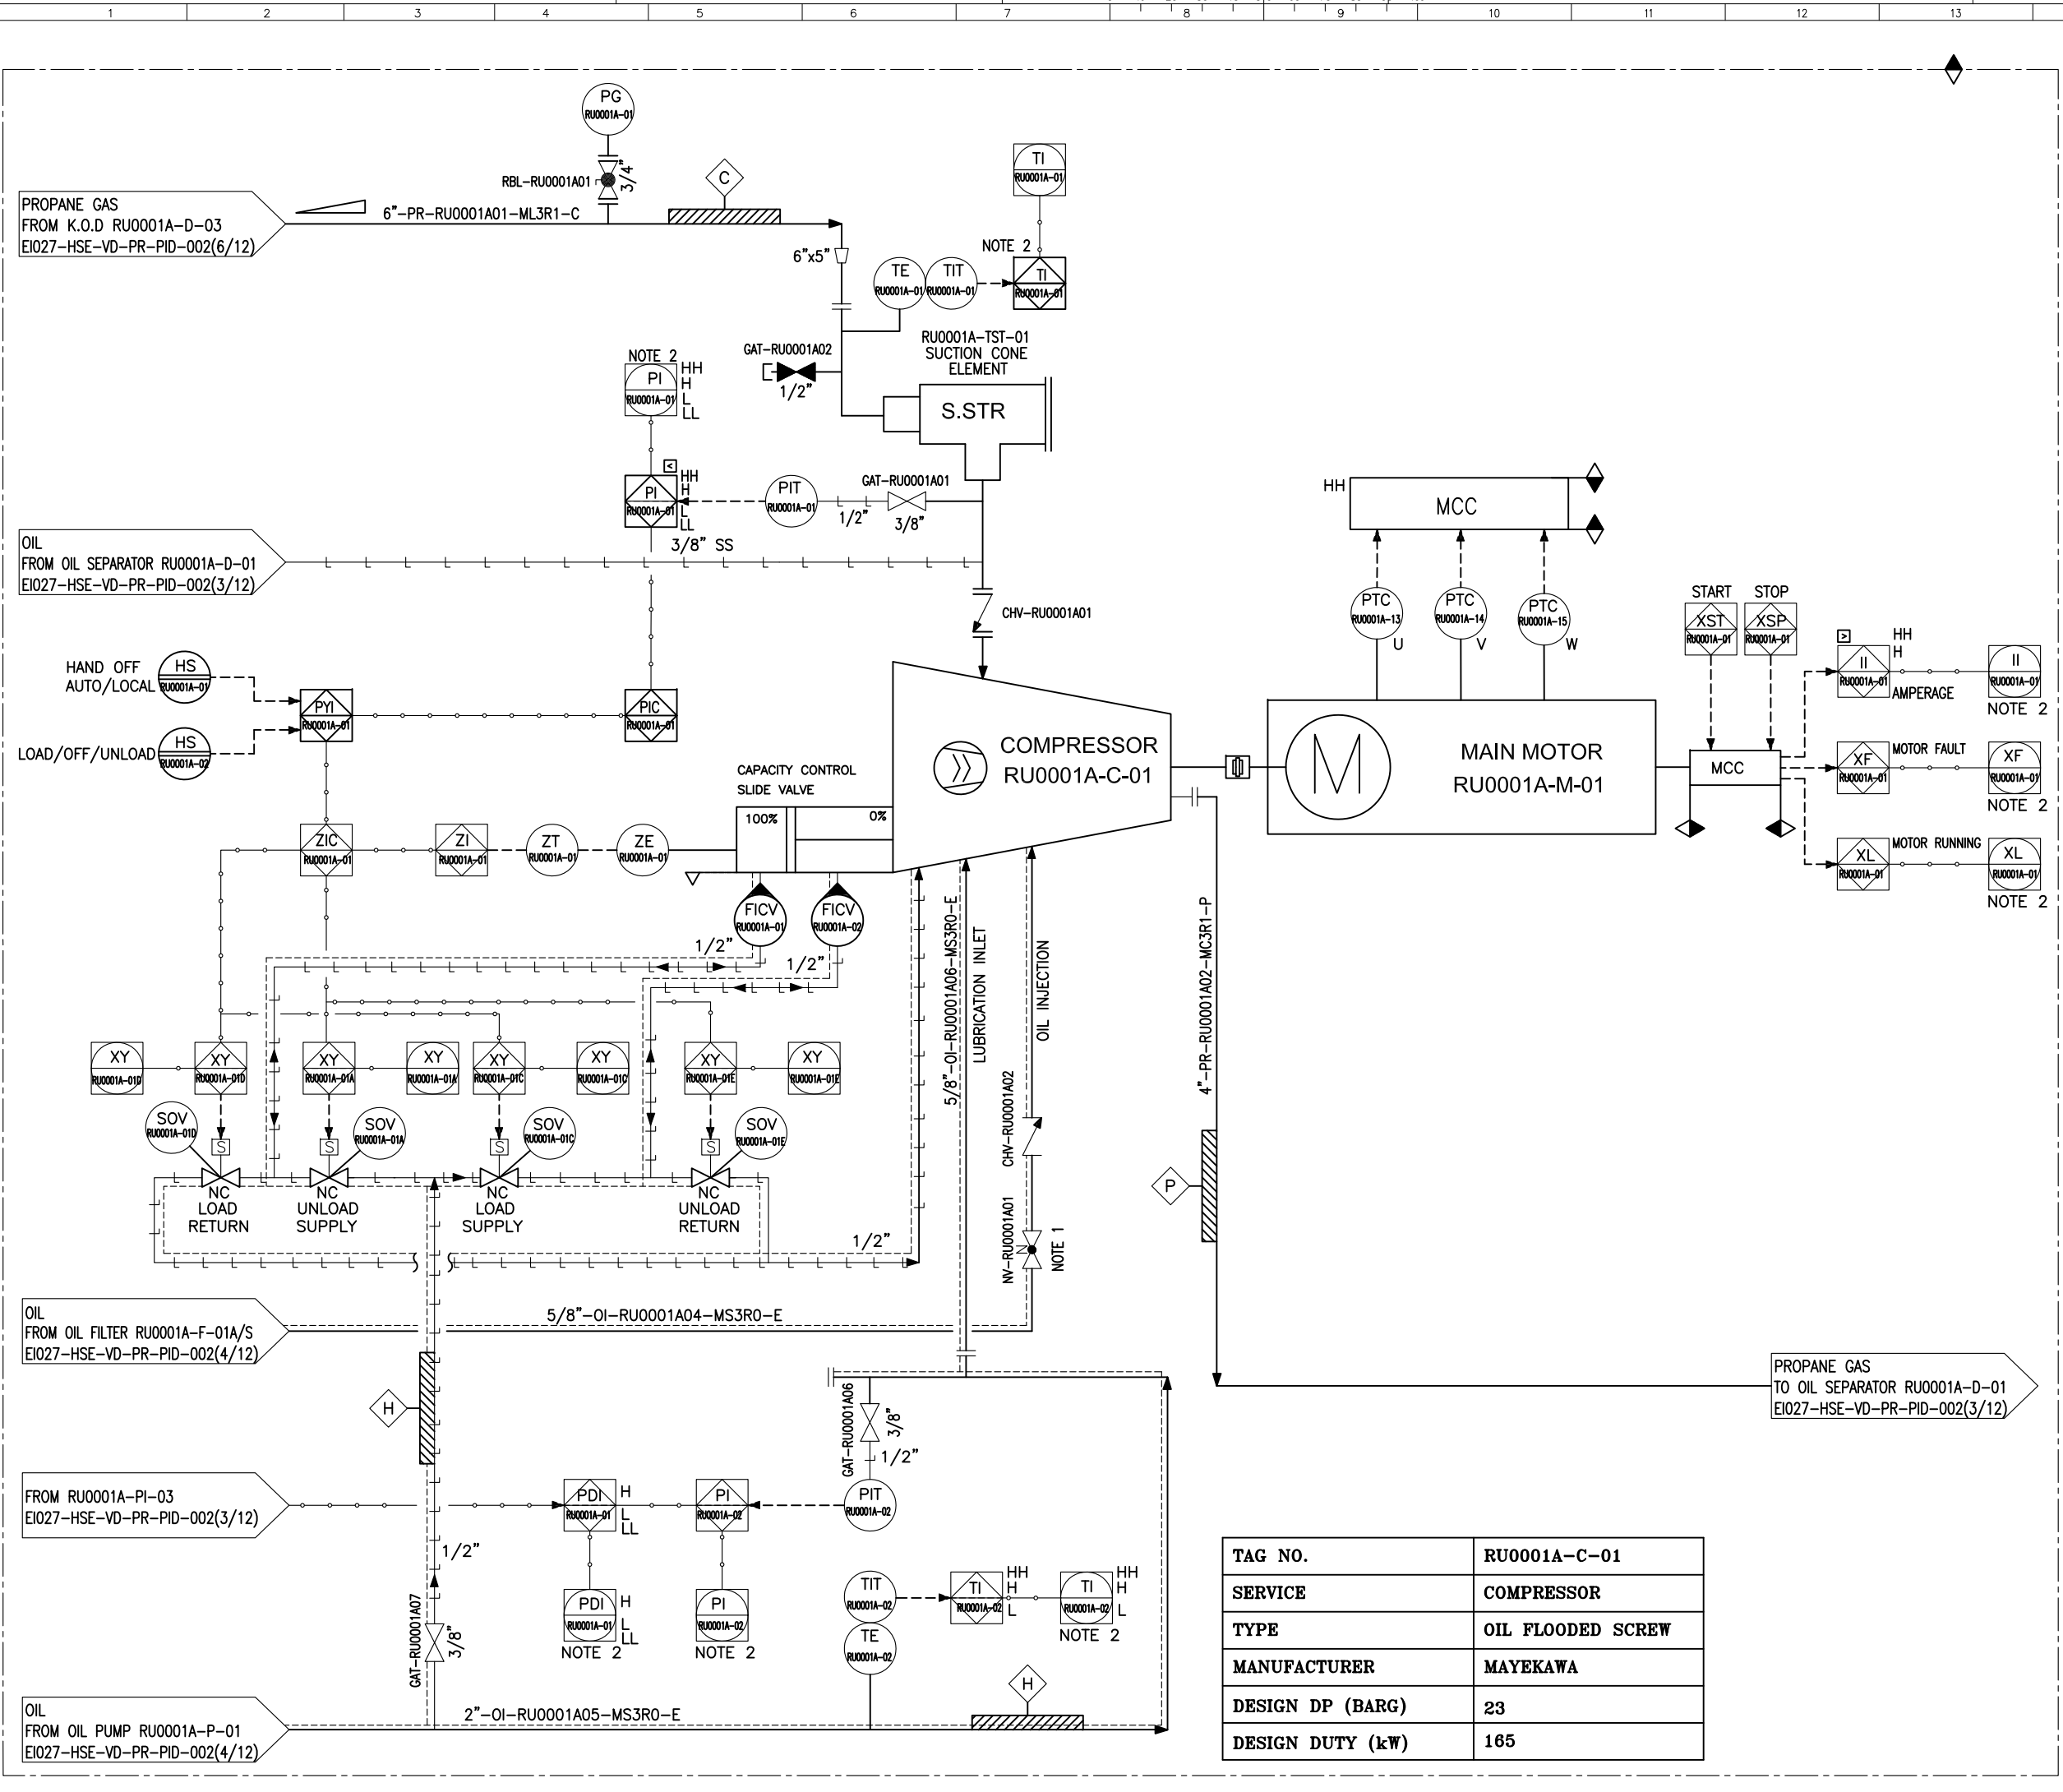 1 2 3 4 5 6 7 8 9 10 11 12 13
PG
RU0001A-01
RBL-RU0001A01
3/4"
C
TI
RU0001A-01
PROPANE GAS
FROM K.O.D RU0001A-D-03
EI027-HSE-VD-PR-PID-002(6/12)
6"-PR-RU0001A01-ML3R1-C
6"x5"
NOTE 2
TE
RU0001A-01
TIT
RU0001A-01
TI
RU0001A-01
RU0001A-TST-01
SUCTION CONE
ELEMENT
GAT-RU0001A02
1/2"
S.STR
NOTE 2
PI
RU0001A-01
HH
H
L
LL
<
PI
RU0001A-01
HH
H
L
LL
PIT
RU0001A-01
GAT-RU0001A01
1/2"
3/8"
3/8" SS
HH
MCC
OIL
FROM OIL SEPARATOR RU0001A-D-01
EI027-HSE-VD-PR-PID-002(3/12)
CHV-RU0001A01
PTC
RU0001A-13
U
PTC
RU0001A-14
V
PTC
RU0001A-15
W
START
STOP
XST
RU0001A-01
XSP
RU0001A-01
>
HH
H
II
RU0001A-01
AMPERAGE
II
RU0001A-01
NOTE 2
HAND OFF
AUTO/LOCAL
HS
RU0001A-01
LOAD/OFF/UNLOAD
HS
RU0001A-02
PYI
RU0001A-01
PIC
RU0001A-01
COMPRESSOR
RU0001A-C-01
M
MAIN MOTOR
RU0001A-M-01
MCC
MOTOR FAULT
XF
RU0001A-01
XF
RU0001A-01
NOTE 2
MOTOR RUNNING
XL
RU0001A-01
XL
RU0001A-01
NOTE 2
CAPACITY CONTROL
SLIDE VALVE
100%
0%
ZIC
RU0001A-01
ZI
RU0001A-01
ZT
RU0001A-01
ZE
RU0001A-01
FICV
RU0001A-01
FICV
RU0001A-02
1/2"
1/2"
5/8"-OI-RU0001A06-MS3R0-E
LUBRICATION INLET
OIL INJECTION
CHV-RU0001A02
NV-RU0001A01
N
NOTE 1
4"-PR-RU0001A02-MC3R1-P
P
XY
RU0001A-01D
XY
RU0001A-01D
XY
RU0001A-01A
XY
RU0001A-01A
XY
RU0001A-01C
XY
RU0001A-01C
XY
RU0001A-01E
XY
RU0001A-01E
SOV
RU0001A-01D
S
SOV
RU0001A-01A
S
SOV
RU0001A-01C
S
SOV
RU0001A-01E
S
NC
LOAD
RETURN
NC
UNLOAD
SUPPLY
NC
LOAD
SUPPLY
NC
UNLOAD
RETURN
1/2"
OIL
FROM OIL FILTER RU0001A-F-01A/S
EI027-HSE-VD-PR-PID-002(4/12)
5/8"-OI-RU0001A04-MS3R0-E
H
PROPANE GAS
TO OIL SEPARATOR RU0001A-D-01
EI027-HSE-VD-PR-PID-002(3/12)
GAT-RU0001A06
3/8"
1/2"
FROM RU0001A-PI-03
EI027-HSE-VD-PR-PID-002(3/12)
PDI
RU0001A-01
H
L
LL
PI
RU0001A-02
PIT
RU0001A-02
1/2"
PDI
RU0001A-01
H
L
LL
NOTE 2
PI
RU0001A-02
NOTE 2
TIT
RU0001A-02
TE
RU0001A-02
TI
RU0001A-02
HH
H
L
TI
RU0001A-02
HH
H
L
NOTE 2
GAT-RU0001A07
3/8"
H
OIL
FROM OIL PUMP RU0001A-P-01
EI027-HSE-VD-PR-PID-002(4/12)
2"-OI-RU0001A05-MS3R0-E
TAG NO. RU0001A-C-01
SERVICE COMPRESSOR
TYPE OIL FLOODED SCREW
MANUFACTURER MAYEKAWA
DESIGN DP (BARG) 23
DESIGN DUTY (kW) 165